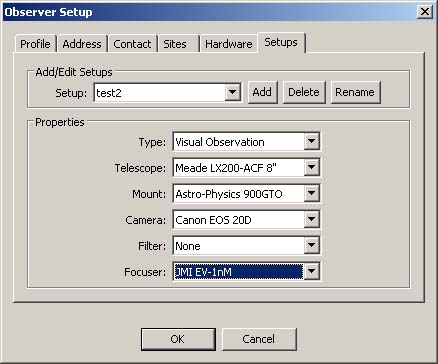 Observer Setup
Profile Address Contact Sites Hardware Setups
Add/Edit Setups
Setup: test2 Add Delete Rename
Properties
Type: Visual Observation
Telescope: Meade LX200-ACF 8"
Mount: Astro-Physics 900GTO
Camera: Canon EOS 20D
Filter: None
Focuser: JMI EV-1nM
OK Cancel